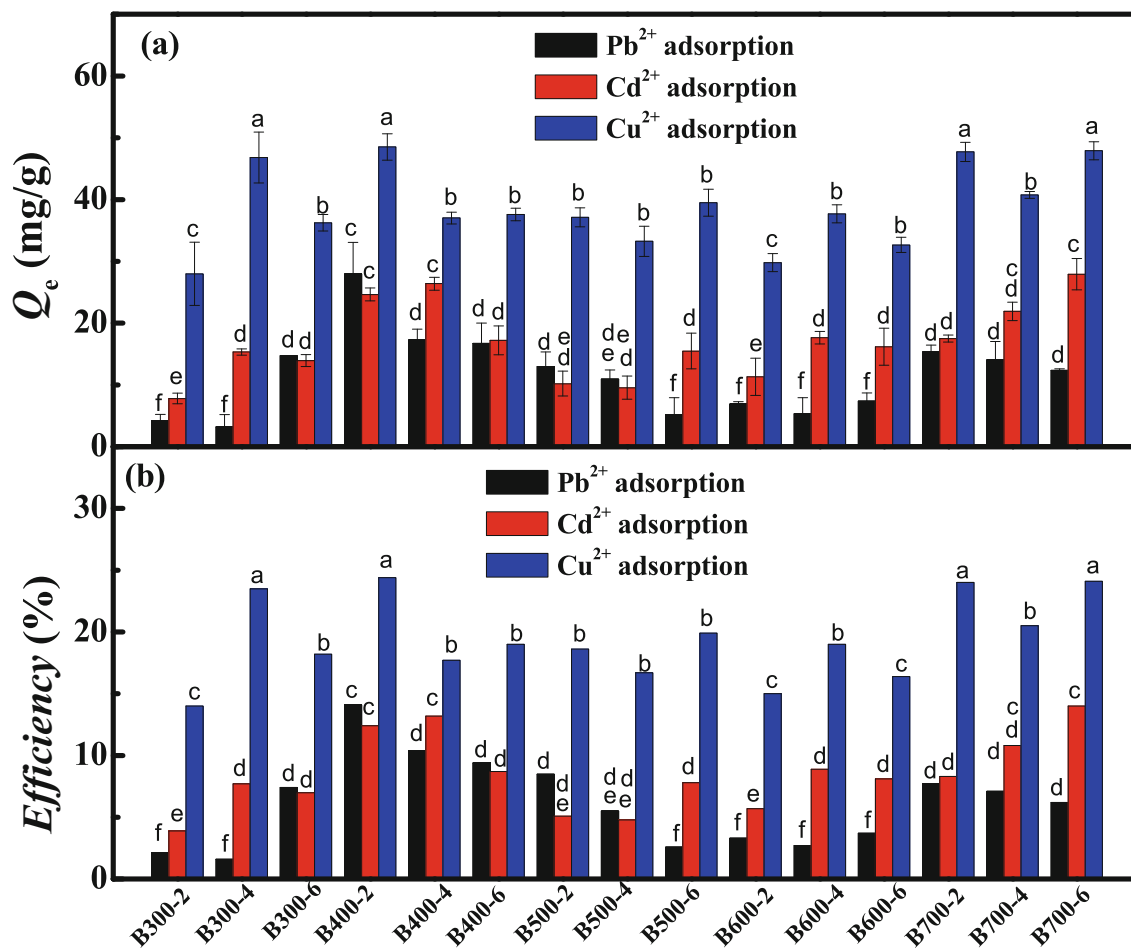 (a)
Pb²⁺ adsorption
Cd²⁺ adsorption
Cu²⁺ adsorption
Qe (mg/g)
60
40
20
0
f e c
f d a
d d b
c c a
d c b
d d b
d e d b
d e e d b
f d b
f e c
f d b
f d b
d d a
d c d b
d c a
(b)
Pb²⁺ adsorption
Cd²⁺ adsorption
Cu²⁺ adsorption
Efficiency (%)
30
20
10
0
f e c
f d a
d d b
c c a
d c b
d d b
d d e b
d e d e b
f d b
f e c
f d b
f d c
d d a
d c d b
d c a
B300-2 B300-4 B300-6 B400-2 B400-4 B400-6 B500-2 B500-4 B500-6 B600-2 B600-4 B600-6 B700-2 B700-4 B700-6